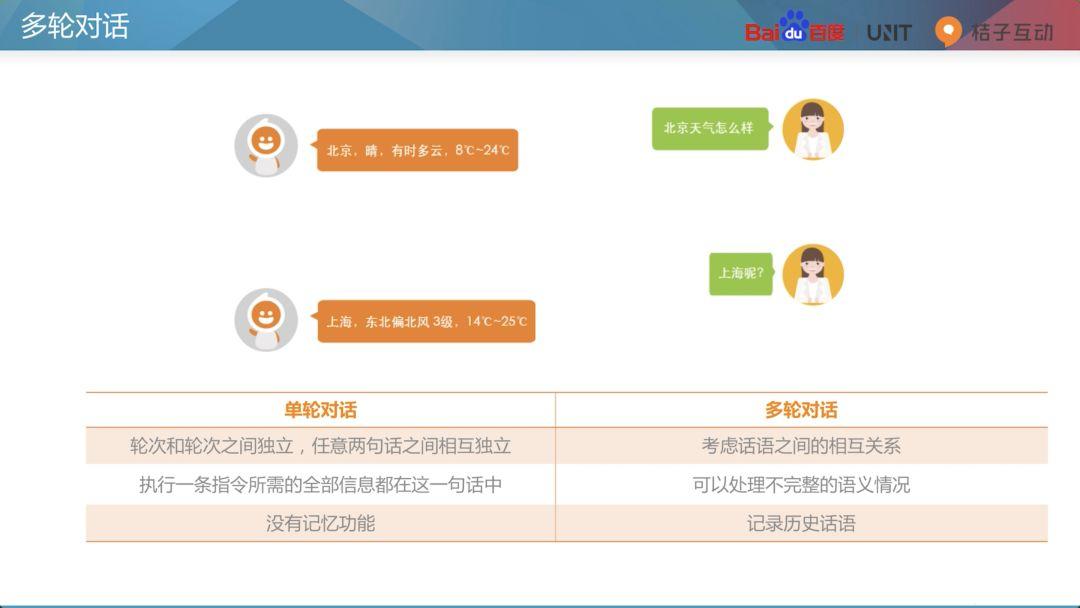 多轮对话
Baidu百度
UNIT
桔子互动
北京天气怎么样
北京，晴，有时多云，8℃~24℃
上海呢?
上海，东北偏北风 3级，14℃~25℃
单轮对话 多轮对话
轮次和轮次之间独立，任意两句话之间相互独立 考虑话语之间的相互关系
执行一条指令所需的全部信息都在这一句话中 可以处理不完整的语义情况
没有记忆功能 记录历史话语